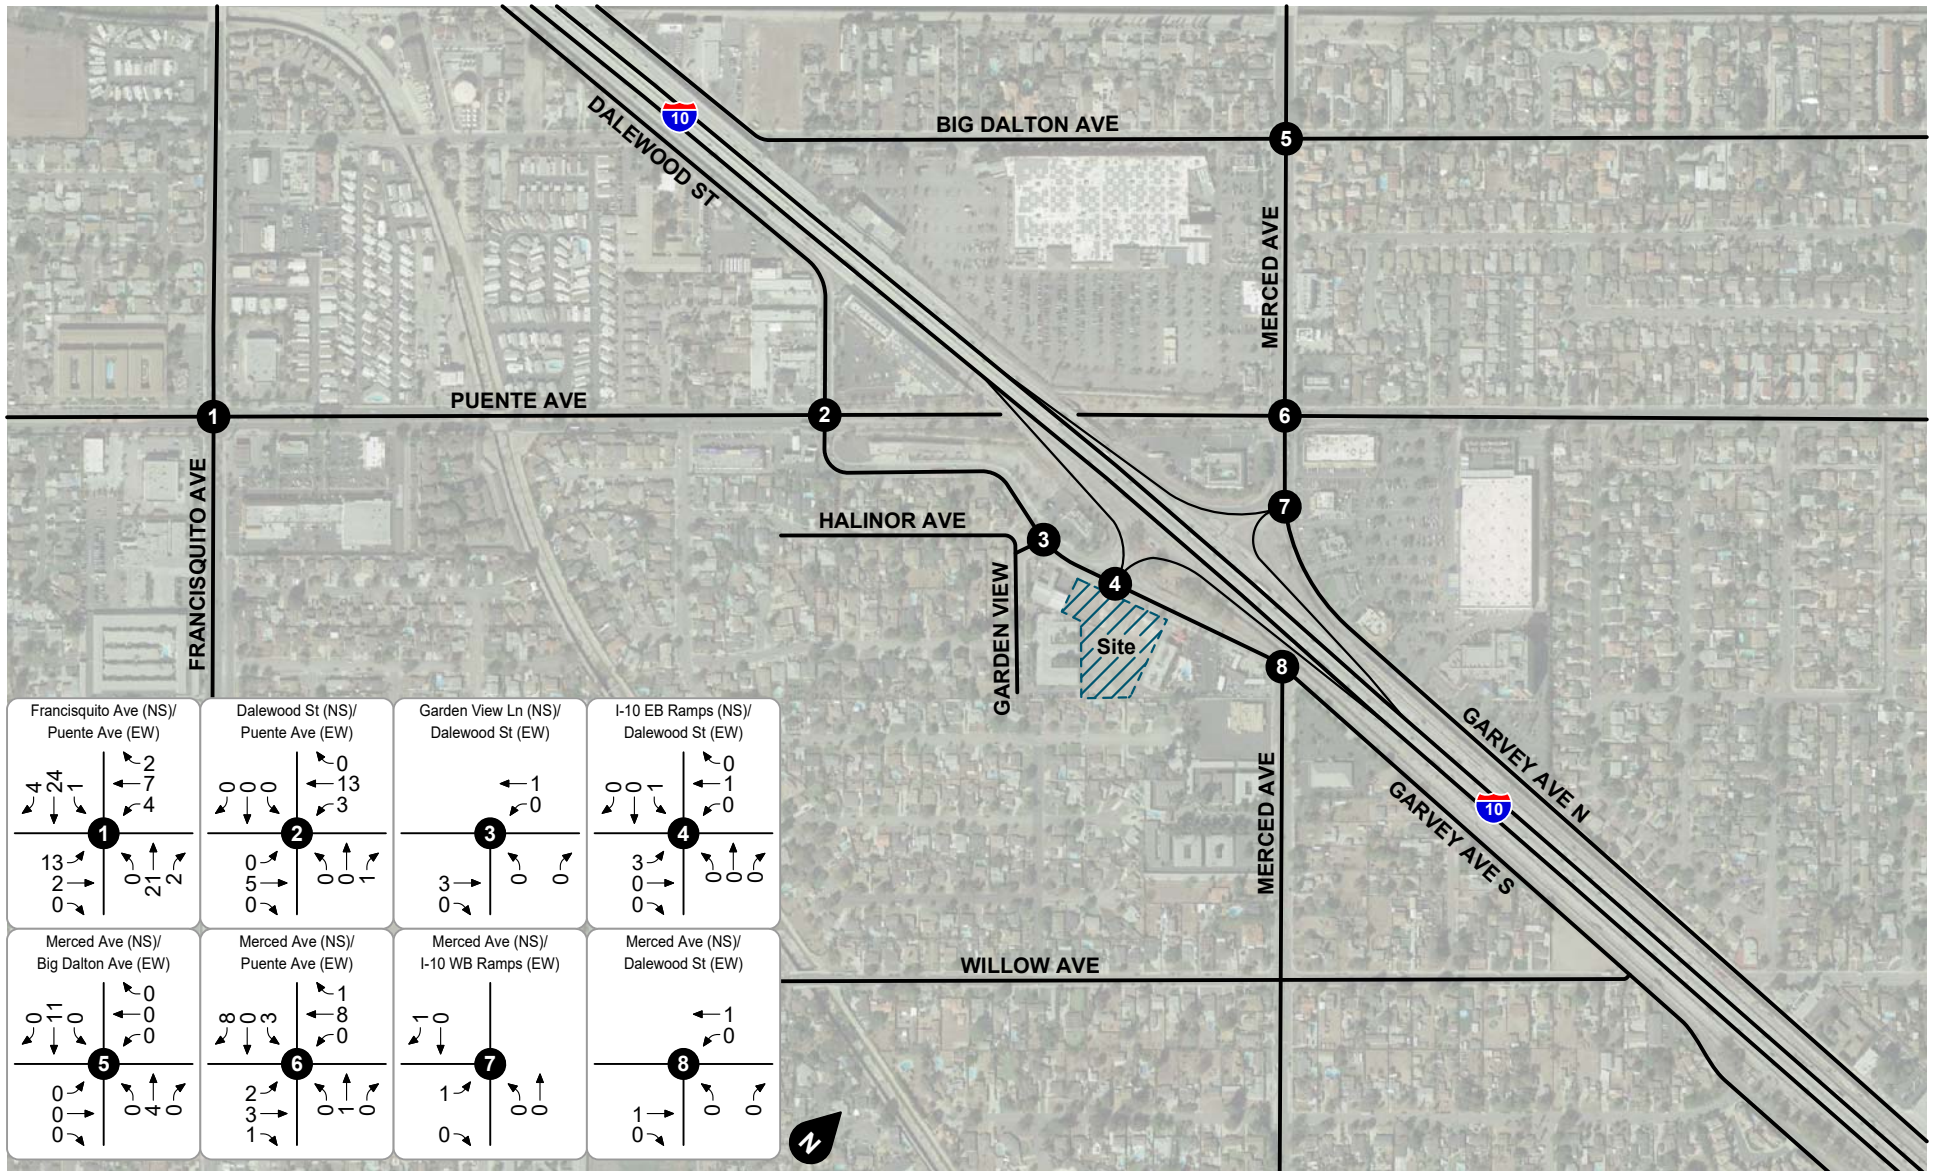 10
DALEWOOD ST
BIG DALTON AVE
5
MERCED AVE
PUENTE AVE
1
2
6
FRANCISQUITO AVE
7
HALINOR AVE
3
4
GARDEN VIEW
Site
8
GARVEY AVE N
10
GARVEY AVE S
MERCED AVE
WILLOW AVE
N
Francisquito Ave (NS)/
Puente Ave (EW)
4 24 1
2
7
4
1
13
2
0
0 21 2
Dalewood St (NS)/
Puente Ave (EW)
0 0 0
0
13
3
2
0
5
0
0 0 1
Garden View Ln (NS)/
Dalewood St (EW)
1
0
3
3
0
0 0
I-10 EB Ramps (NS)/
Dalewood St (EW)
0 0 1
0
1
0
4
3
0
0
0 0 0
Merced Ave (NS)/
Big Dalton Ave (EW)
0 11 0
0
0
0
5
0
0
0
0 4 0
Merced Ave (NS)/
Puente Ave (EW)
8 0 3
1
8
0
6
2
3
1
0 1 0
Merced Ave (NS)/
I-10 WB Ramps (EW)
1 0
7
1
0
0 0
Merced Ave (NS)/
Dalewood St (EW)
1
0
8
1
0
0 0